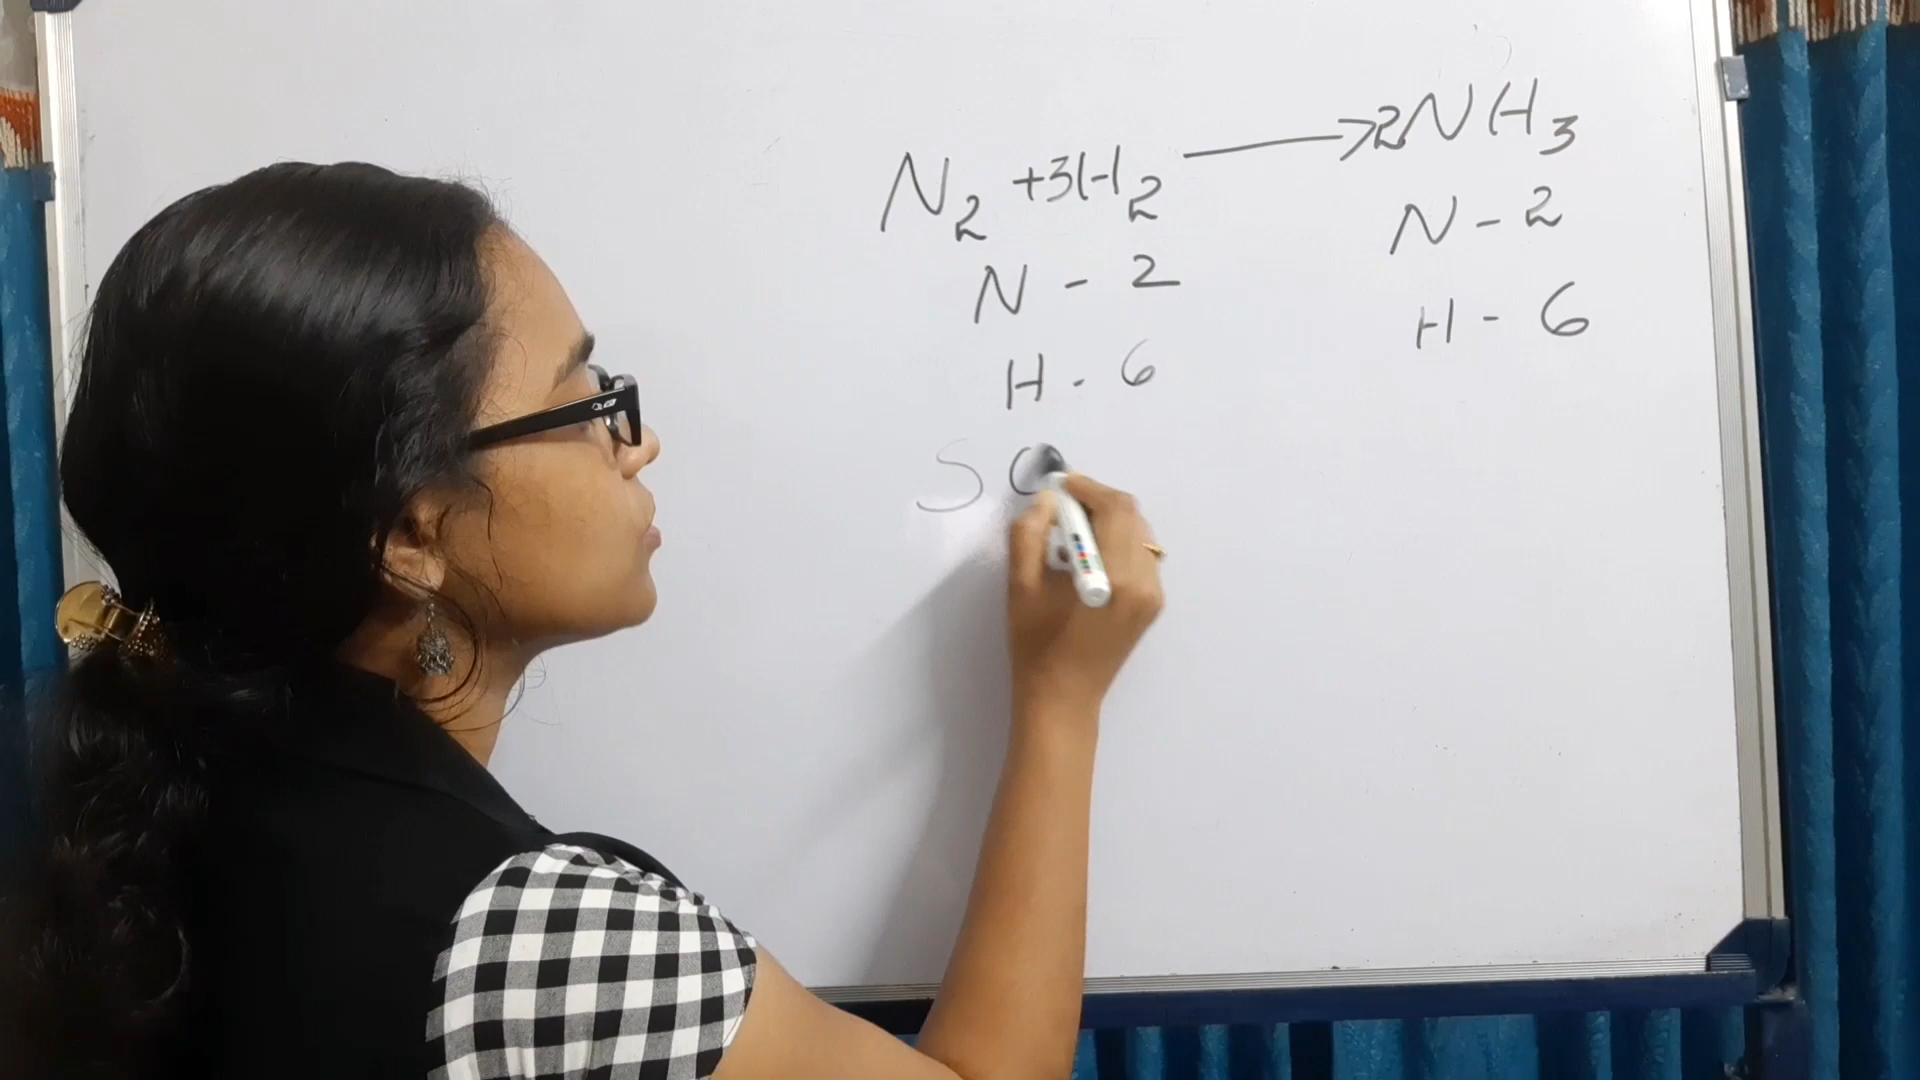 N₂ + 3H₂ → 2NH₃
N - 2 N - 2
H - 6 H - 6
S